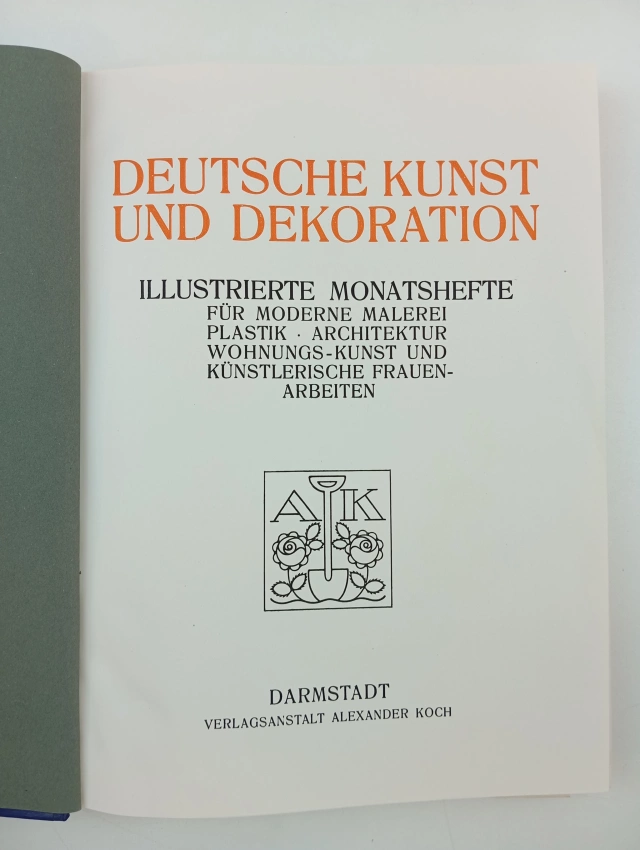 DEUTSCHE KUNST
UND DEKORATION
ILLUSTRIERTE MONATSHEFTE
FÜR MODERNE MALEREI
PLASTIK · ARCHITEKTUR
WOHNUNGS-KUNST UND
KÜNSTLERISCHE FRAUEN-
ARBEITEN
A K
DARMSTADT
VERLAGSANSTALT ALEXANDER KOCH